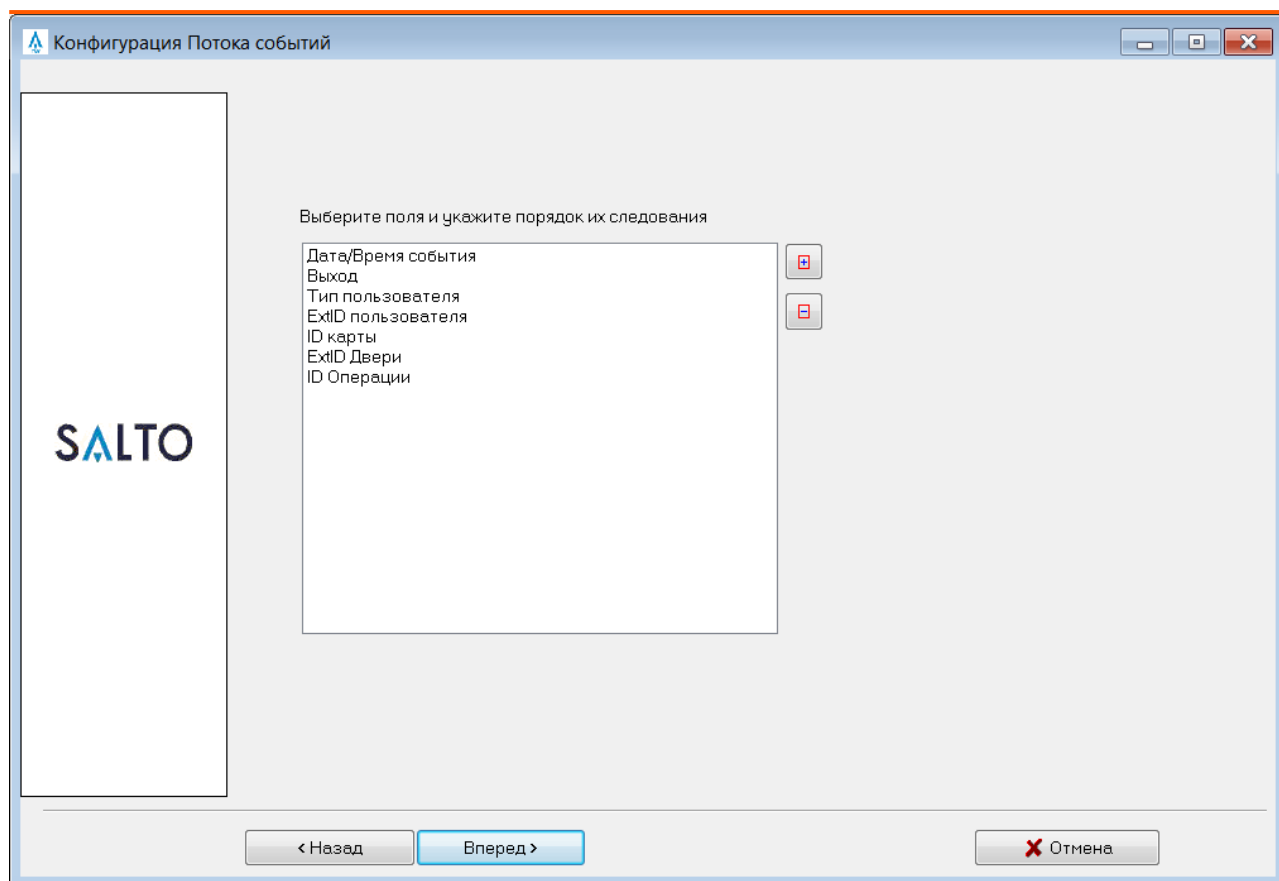 Конфигурация Потока событий
Выберите поля и укажите порядок их следования
Дата/Время события
Выход
Тип пользователя
ExtID пользователя
ID карты
ExtID Двери
ID Операции
SALTO
< Назад
Вперед >
Отмена